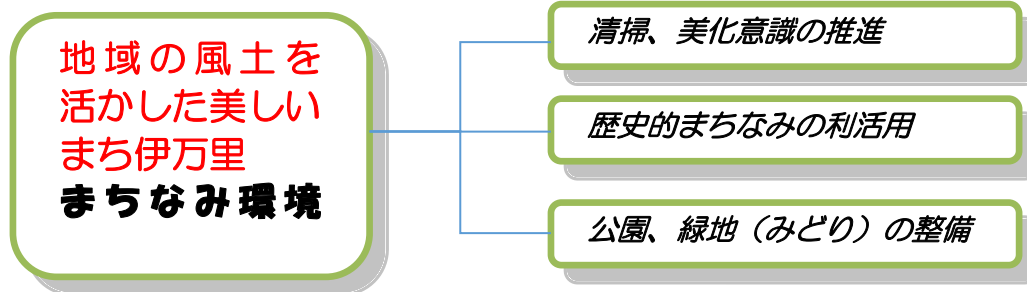 地域の風土を
活かした美しい
まち伊万里
まちなみ環境
清掃、美化意識の推進
歴史的まちなみの利活用
公園、緑地（みどり）の整備